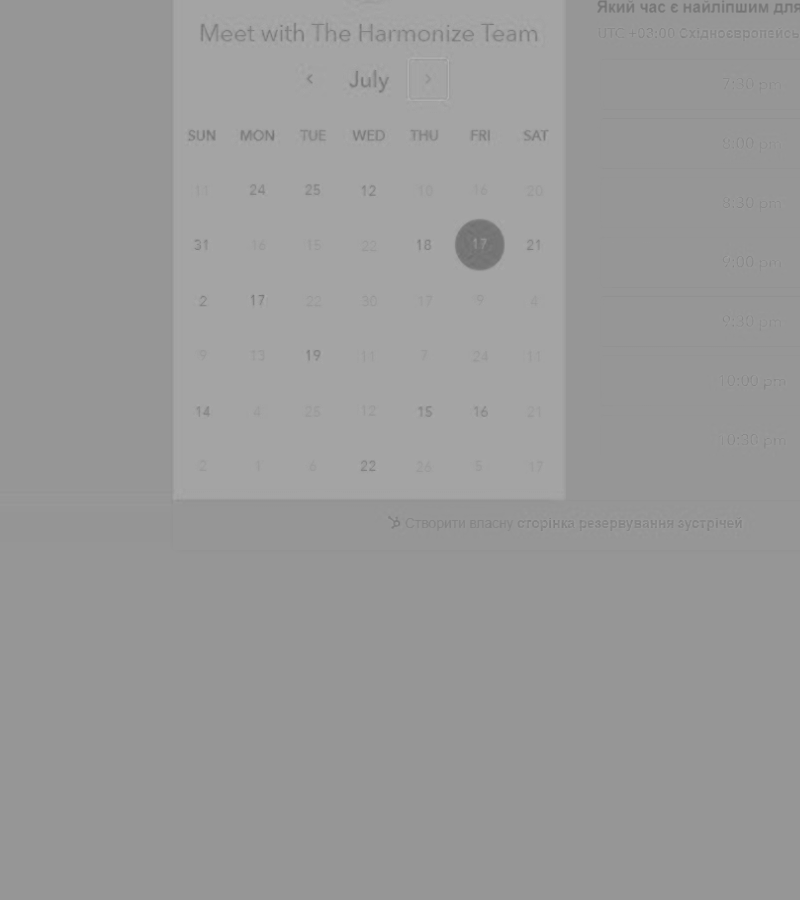 Meet with The Harmonize Team
July
SUN MON TUE WED THU FRI SAT
11 24 25 12 10 16 20
31 16 15 22 18 17 21
2 17 22 30 17 9 4
9 13 19 11 7 24 11
14 4 25 12 15 16 21
2 1 6 22 26 5 17
Який час є найліпшим для
UTC +03:00 Східноєвропейсь
7:30 pm
8:00 pm
8:30 pm
9:00 pm
9:30 pm
10:00 pm
10:30 pm
Створити власну сторінка резервування зустрічей